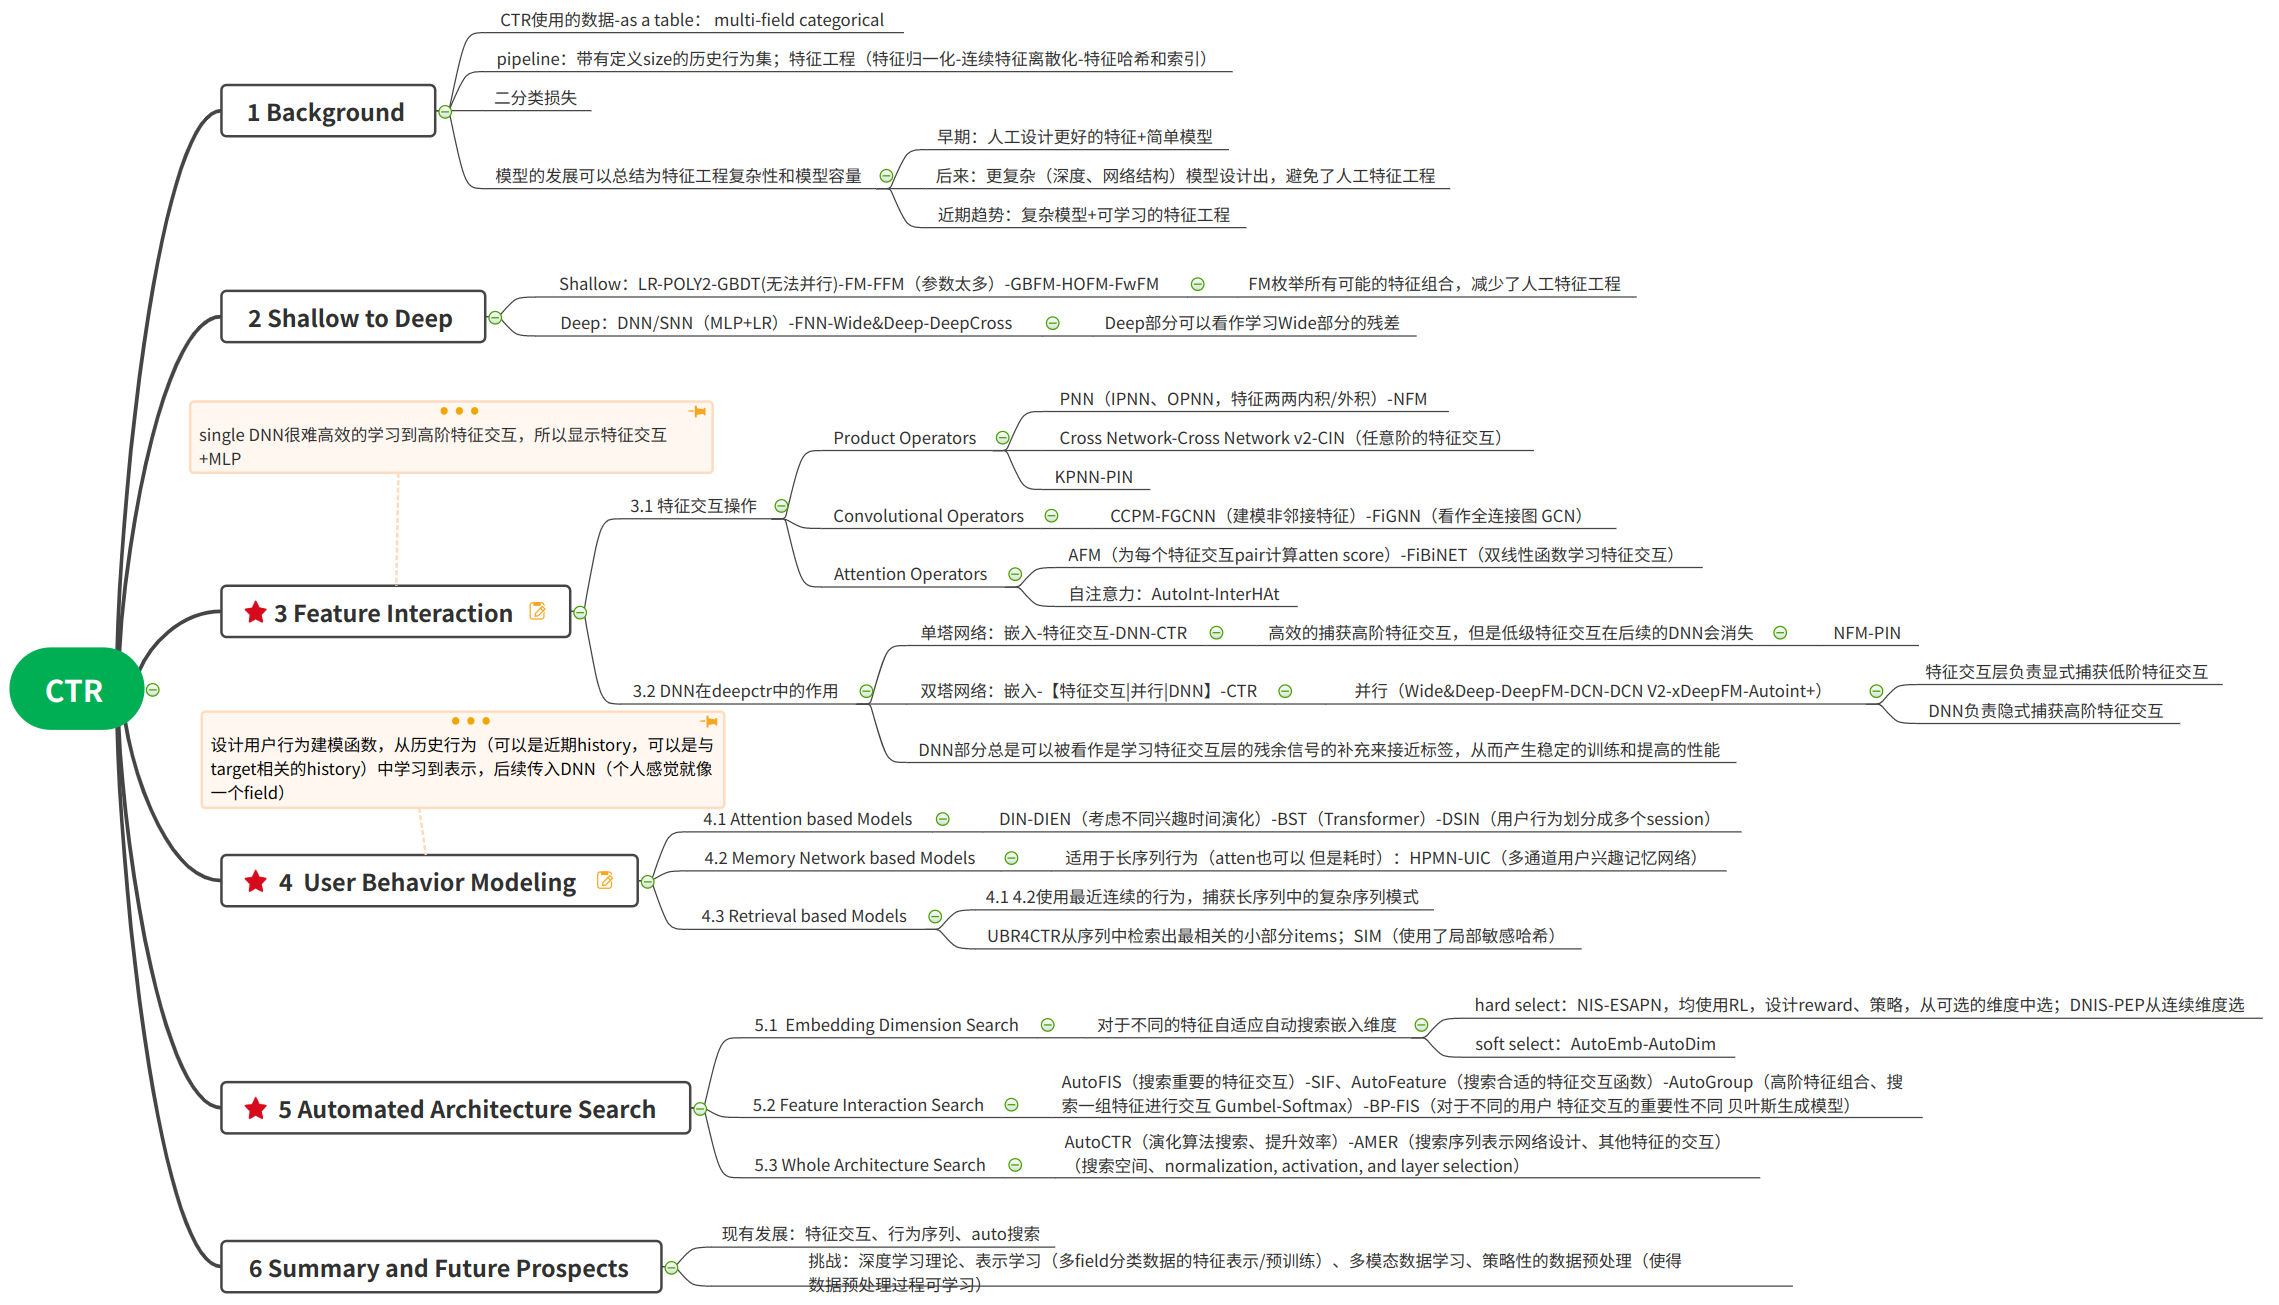 CTR
1 Background
CTR使用的数据-as a table： multi-field categorical
pipeline：带有定义size的历史行为集；特征工程（特征归一化-连续特征离散化-特征哈希和索引）
二分类损失
模型的发展可以总结为特征工程复杂性和模型容量
早期：人工设计更好的特征+简单模型
后来：更复杂（深度、网络结构）模型设计出，避免了人工特征工程
近期趋势：复杂模型+可学习的特征工程
2 Shallow to Deep
Shallow：LR-POLY2-GBDT(无法并行)-FM-FFM（参数太多）-GBFM-HOFM-FwFM
FM枚举所有可能的特征组合，减少了人工特征工程
Deep：DNN/SNN（MLP+LR）-FNN-Wide&Deep-DeepCross
Deep部分可以看作学习Wide部分的残差
single DNN很难高效的学习到高阶特征交互，所以显示特征交互
+MLP
3 Feature Interaction
3.1 特征交互操作
Product Operators
PNN（IPNN、OPNN，特征两两内积/外积）-NFM
Cross Network-Cross Network v2-CIN（任意阶的特征交互）
KPNN-PIN
Convolutional Operators
CCPM-FGCNN（建模非邻接特征）-FiGNN（看作全连接图 GCN）
Attention Operators
AFM（为每个特征交互pair计算atten score）-FiBiNET（双线性函数学习特征交互）
自注意力：AutoInt-InterHAt
3.2 DNN在deepctr中的作用
单塔网络：嵌入-特征交互-DNN-CTR
高效的捕获高阶特征交互，但是低级特征交互在后续的DNN会消失
NFM-PIN
双塔网络：嵌入-【特征交互|并行|DNN】-CTR
并行（Wide&Deep-DeepFM-DCN-DCN V2-xDeepFM-Autoint+）
特征交互层负责显式捕获低阶特征交互
DNN负责隐式捕获高阶特征交互
DNN部分总是可以被看作是学习特征交互层的残余信号的补充来接近标签，从而产生稳定的训练和提高的性能
设计用户行为建模函数，从历史行为（可以是近期history，可以是与
target相关的history）中学习到表示，后续传入DNN（个人感觉就像
一个field）
4 User Behavior Modeling
4.1 Attention based Models
DIN-DIEN（考虑不同兴趣时间演化）-BST（Transformer）-DSIN（用户行为划分成多个session）
4.2 Memory Network based Models
适用于长序列行为（atten也可以 但是耗时）：HPMN-UIC（多通道用户兴趣记忆网络）
4.3 Retrieval based Models
4.1 4.2使用最近连续的行为，捕获长序列中的复杂序列模式
UBR4CTR从序列中检索出最相关的小部分items；SIM（使用了局部敏感哈希）
5 Automated Architecture Search
5.1 Embedding Dimension Search
对于不同的特征自适应自动搜索嵌入维度
hard select：NIS-ESAPN，均使用RL，设计reward、策略，从可选的维度中选；DNIS-PEP从连续维度选
soft select：AutoEmb-AutoDim
5.2 Feature Interaction Search
AutoFIS（搜索重要的特征交互）-SIF、AutoFeature（搜索合适的特征交互函数）-AutoGroup（高阶特征组合、搜
索一组特征进行交互 Gumbel-Softmax）-BP-FIS（对于不同的用户 特征交互的重要性不同 贝叶斯生成模型）
5.3 Whole Architecture Search
AutoCTR（演化算法搜索、提升效率）-AMER（搜索序列表示网络设计、其他特征的交互）
（搜索空间、normalization, activation, and layer selection）
6 Summary and Future Prospects
现有发展：特征交互、行为序列、auto搜索
挑战：深度学习理论、表示学习（多field分类数据的特征表示/预训练）、多模态数据学习、策略性的数据预处理（使得
数据预处理过程可学习）